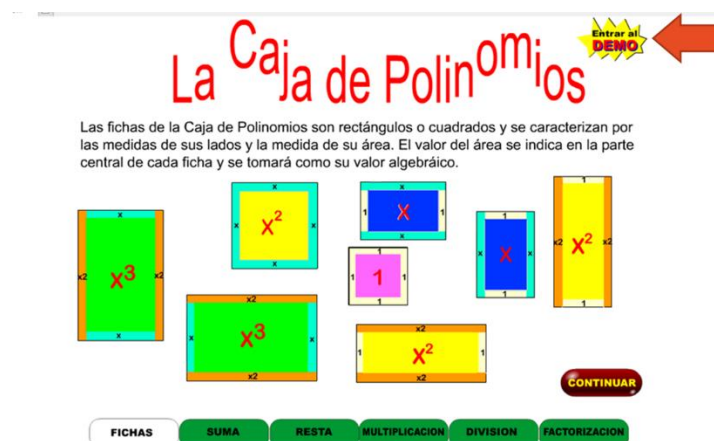 Entrar al
DEMO
La Caja de Polinomios
Las fichas de la Caja de Polinomios son rectángulos o cuadrados y se caracterizan por
las medidas de sus lados y la medida de su área. El valor del área se indica en la parte
central de cada ficha y se tomará como su valor algebráico.
x
x2 x³ x2
x
x
x x² x
x
x
1 x 1
x
1
1 1 1
1
1
x x x
1
1
x2 x² x2
1
x2
x x³ x
x2
x2
1 x² 1
x2
CONTINUAR
FICHAS SUMA RESTA MULTIPLICACION DIVISION FACTORIZACION